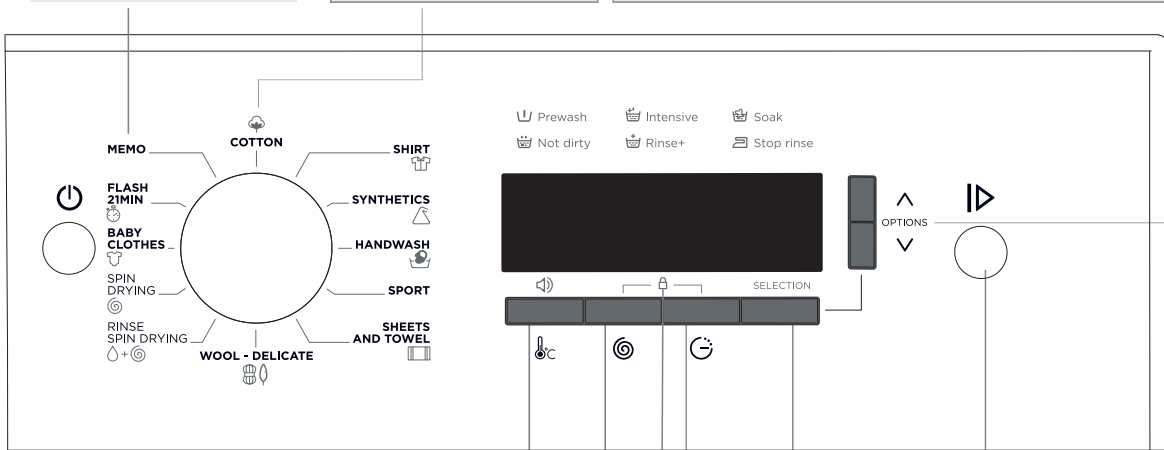 Prewash
Intensive
Soak
Not dirty
Rinse+
Stop rinse
COTTON
MEMO
SHIRT
FLASH
21MIN
SYNTHETICS
BABY
CLOTHES
HANDWASH
SPIN
DRYING
SPORT
RINSE
SPIN DRYING
+
SHEETS
AND TOWEL
WOOL - DELICATE
OPTIONS
SELECTION
°C